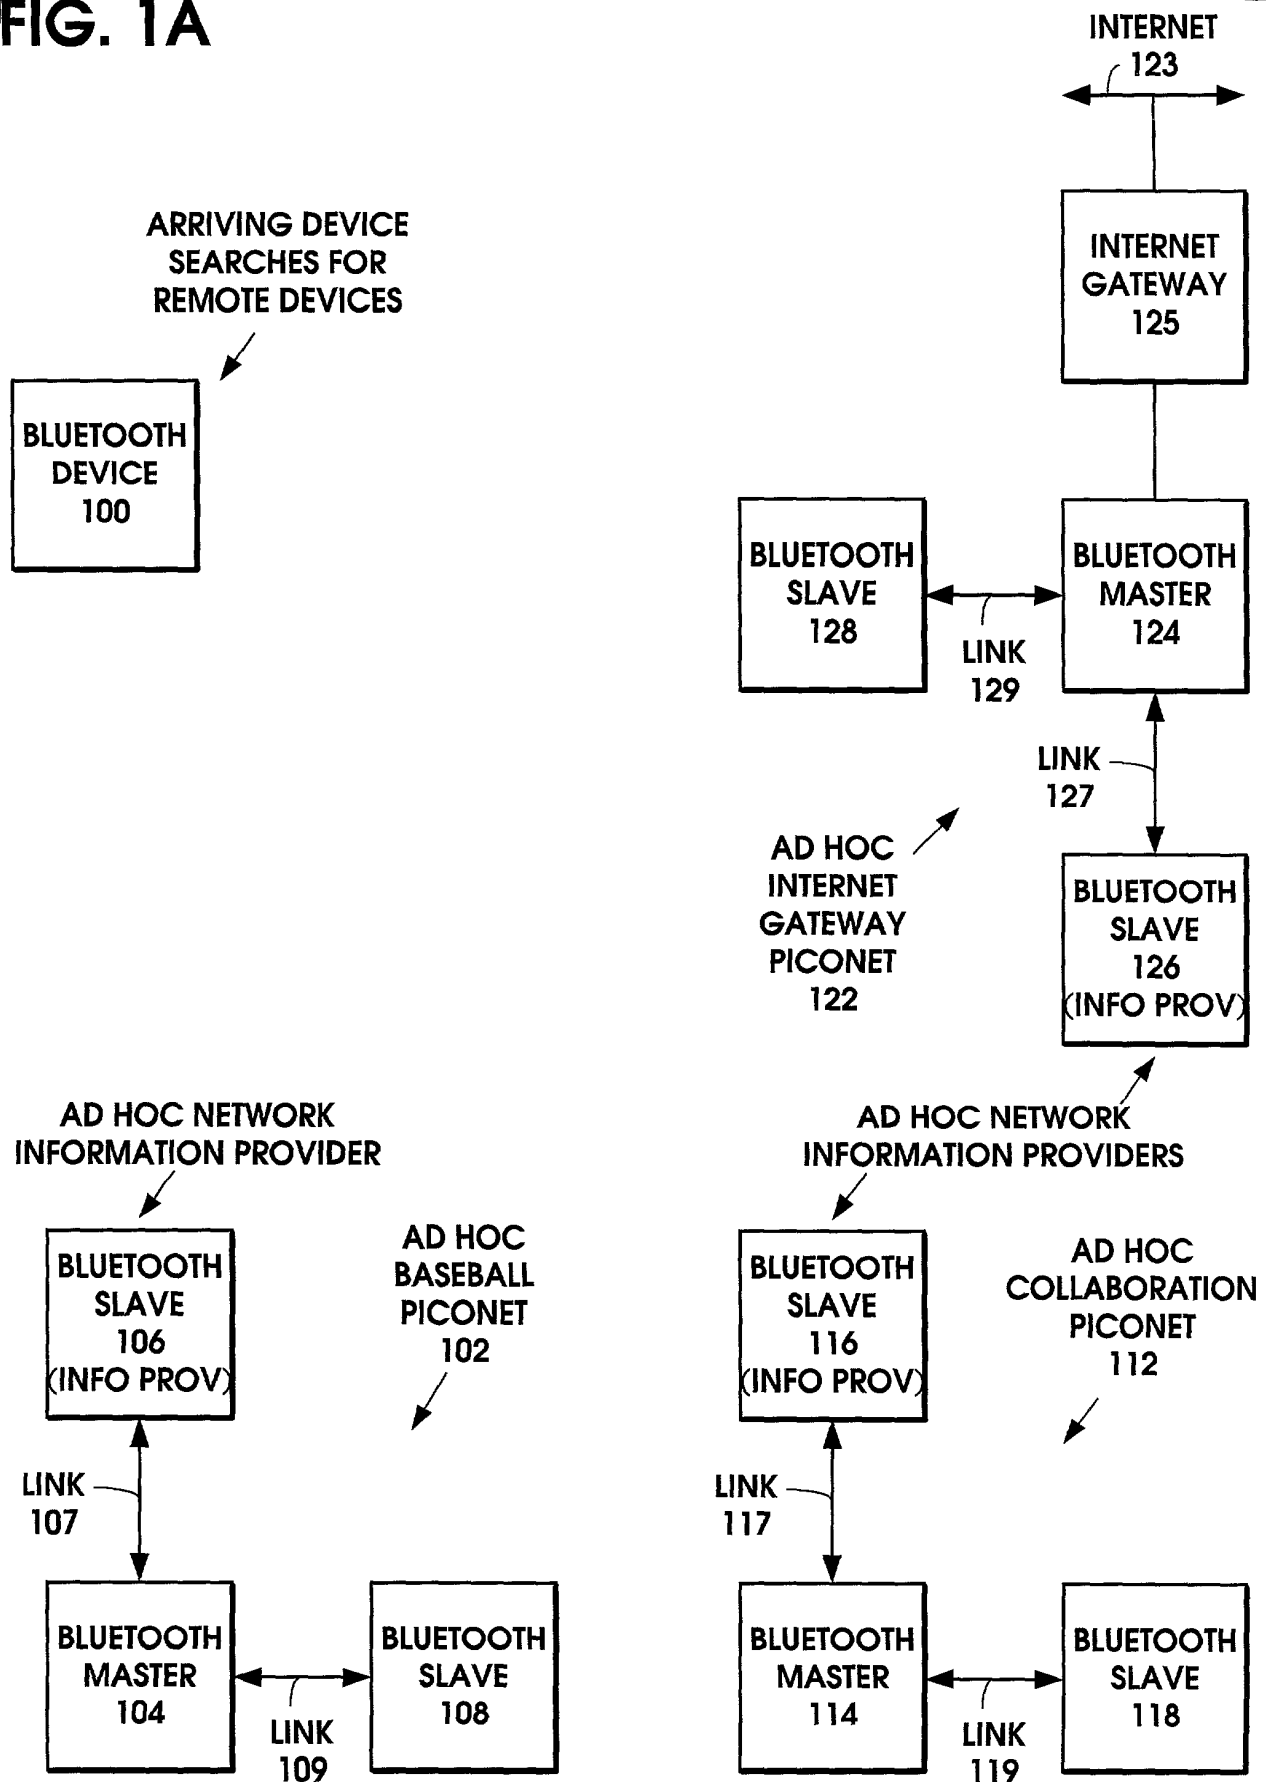 FIG. 1A
INTERNET
123
INTERNET
GATEWAY
125
ARRIVING DEVICE
SEARCHES FOR
REMOTE DEVICES
BLUETOOTH
DEVICE
100
BLUETOOTH
SLAVE
128
LINK
129
BLUETOOTH
MASTER
124
LINK
127
AD HOC
INTERNET
GATEWAY
PICONET
122
BLUETOOTH
SLAVE
126
(INFO PROV)
AD HOC NETWORK
INFORMATION PROVIDER
AD HOC NETWORK
INFORMATION PROVIDERS
BLUETOOTH
SLAVE
106
(INFO PROV)
AD HOC
BASEBALL
PICONET
102
LINK
107
BLUETOOTH
MASTER
104
LINK
109
BLUETOOTH
SLAVE
108
BLUETOOTH
SLAVE
116
(INFO PROV)
AD HOC
COLLABORATION
PICONET
112
LINK
117
BLUETOOTH
MASTER
114
LINK
119
BLUETOOTH
SLAVE
118